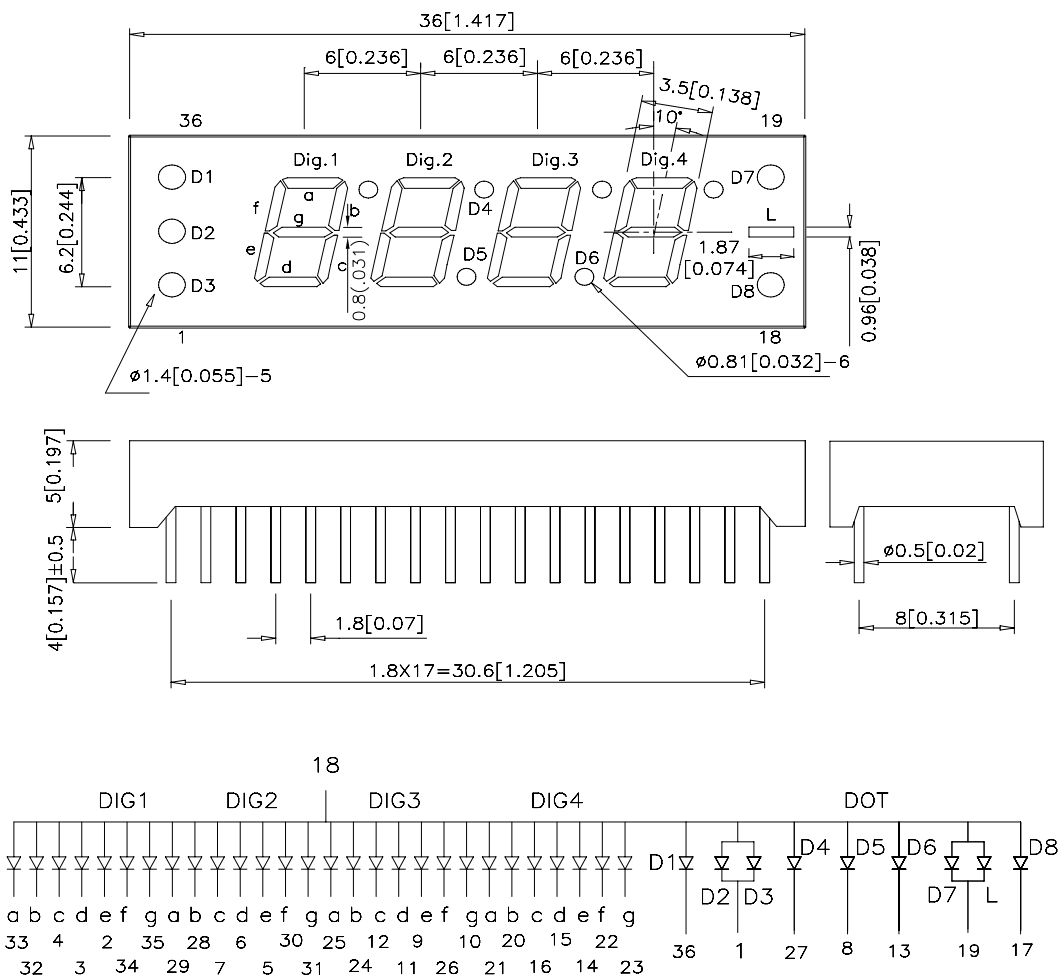 36[1.417]
6[0.236] 6[0.236] 6[0.236]
3.5[0.138]
10°
36 19
Dig.1 Dig.2 Dig.3 Dig.4
D1 D7
a
f b D4
g L
D2
e
D5 D6 1.87
[0.074]
d c
D3 D8
11[0.433]
6.2[0.244]
0.8(.031)
0.96[0.038]
1 18
ø1.4[0.055]-5
ø0.81[0.032]-6
5[0.197]
4[0.157]±0.5
ø0.5[0.02]
1.8[0.07]
8[0.315]
1.8X17=30.6[1.205]
18
DIG1 DIG2 DIG3 DIG4 DOT
D1 D4 D5 D6 D8
D2 D3 D7 L
a b c d e f g a b c d e f g a b c d e f g a b c d e f g
33 4 2 35 28 6 30 25 12 9 10 20 15 22 36 1 27 8 13 19 17
32 3 34 29 7 5 31 24 11 26 21 16 14 23